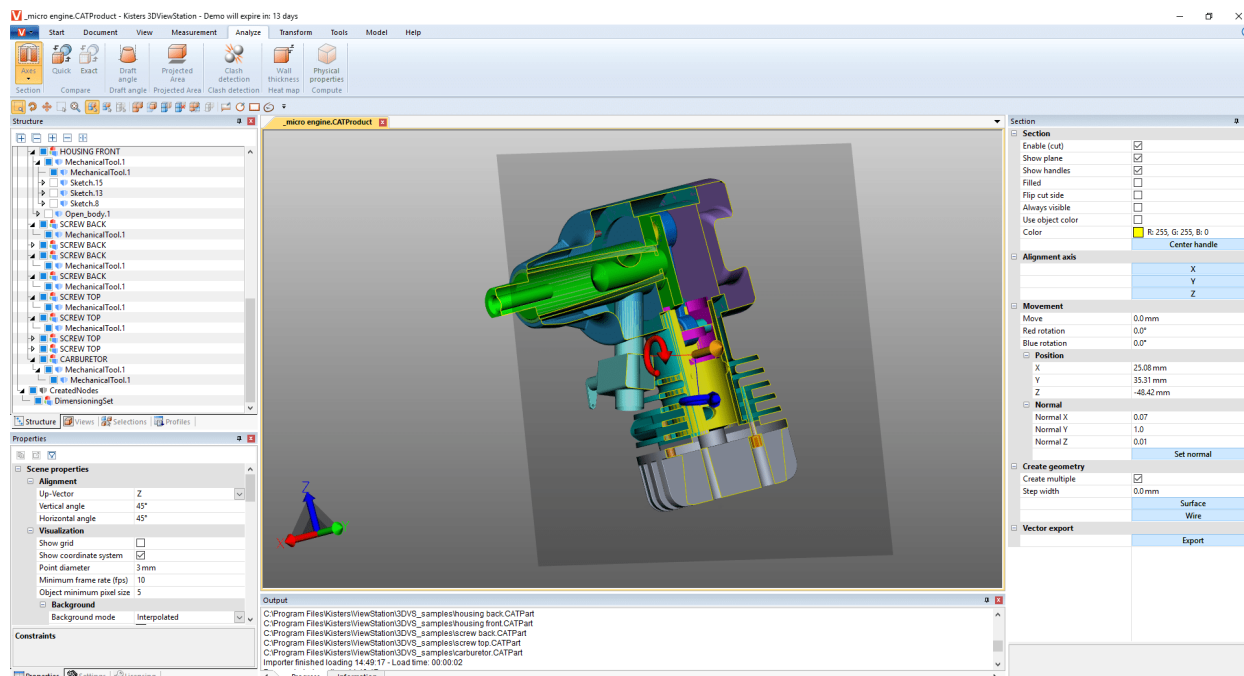 _micro engine.CATProduct - Kisters 3DViewStation - Demo will expire in: 13 days
Start Document View Measurement Analyze Transform Tools Model Help
Axes Quick Exact Draft angle Projected Area Clash detection Wall thickness Physical properties
Section Compare Draft angle Projected Area Clash detection Heat map Compute
Structure
HOUSING FRONT
MechanicalTool.1
MechanicalTool.1
Sketch.15
Sketch.13
Sketch.8
Open_body.1
SCREW BACK
MechanicalTool.1
SCREW BACK
SCREW BACK
MechanicalTool.1
SCREW BACK
MechanicalTool.1
SCREW TOP
MechanicalTool.1
SCREW TOP
MechanicalTool.1
SCREW TOP
SCREW TOP
CARBURETOR
MechanicalTool.1
MechanicalTool.1
CreatedNodes
DimensioningSet
Structure Views Selections Profiles
Properties
Scene properties
Alignment
Up-Vector Z
Vertical angle 45°
Horizontal angle 45°
Visualization
Show grid
Show coordinate system
Point diameter 3 mm
Minimum frame rate (fps) 10
Object minimum pixel size 5
Background
Background mode Interpolated
Constraints
Properties Settings Licensing
_micro engine.CATProduct
Z
X
Output
C:\Program Files\Kisters\ViewStation\3DVS_samples\housing back.CATPart
C:\Program Files\Kisters\ViewStation\3DVS_samples\housing front.CATPart
C:\Program Files\Kisters\ViewStation\3DVS_samples\screw back.CATPart
C:\Program Files\Kisters\ViewStation\3DVS_samples\screw top.CATPart
C:\Program Files\Kisters\ViewStation\3DVS_samples\carburetor.CATPart
Importer finished loading 14:49:17 - Load time: 00:00:02
Progress Information
Section
Section
Enable (cut)
Show plane
Show handles
Filled
Flip cut side
Always visible
Use object color
Color R: 255, G: 255, B: 0
Center handle
Alignment axis
X
Y
Z
Movement
Move 0.0 mm
Red rotation 0.0°
Blue rotation 0.0°
Position
X 25.08 mm
Y 35.31 mm
Z -48.42 mm
Normal
Normal X 0.07
Normal Y 1.0
Normal Z 0.01
Set normal
Create geometry
Create multiple
Step width 0.0 mm
Surface
Wire
Vector export
Export